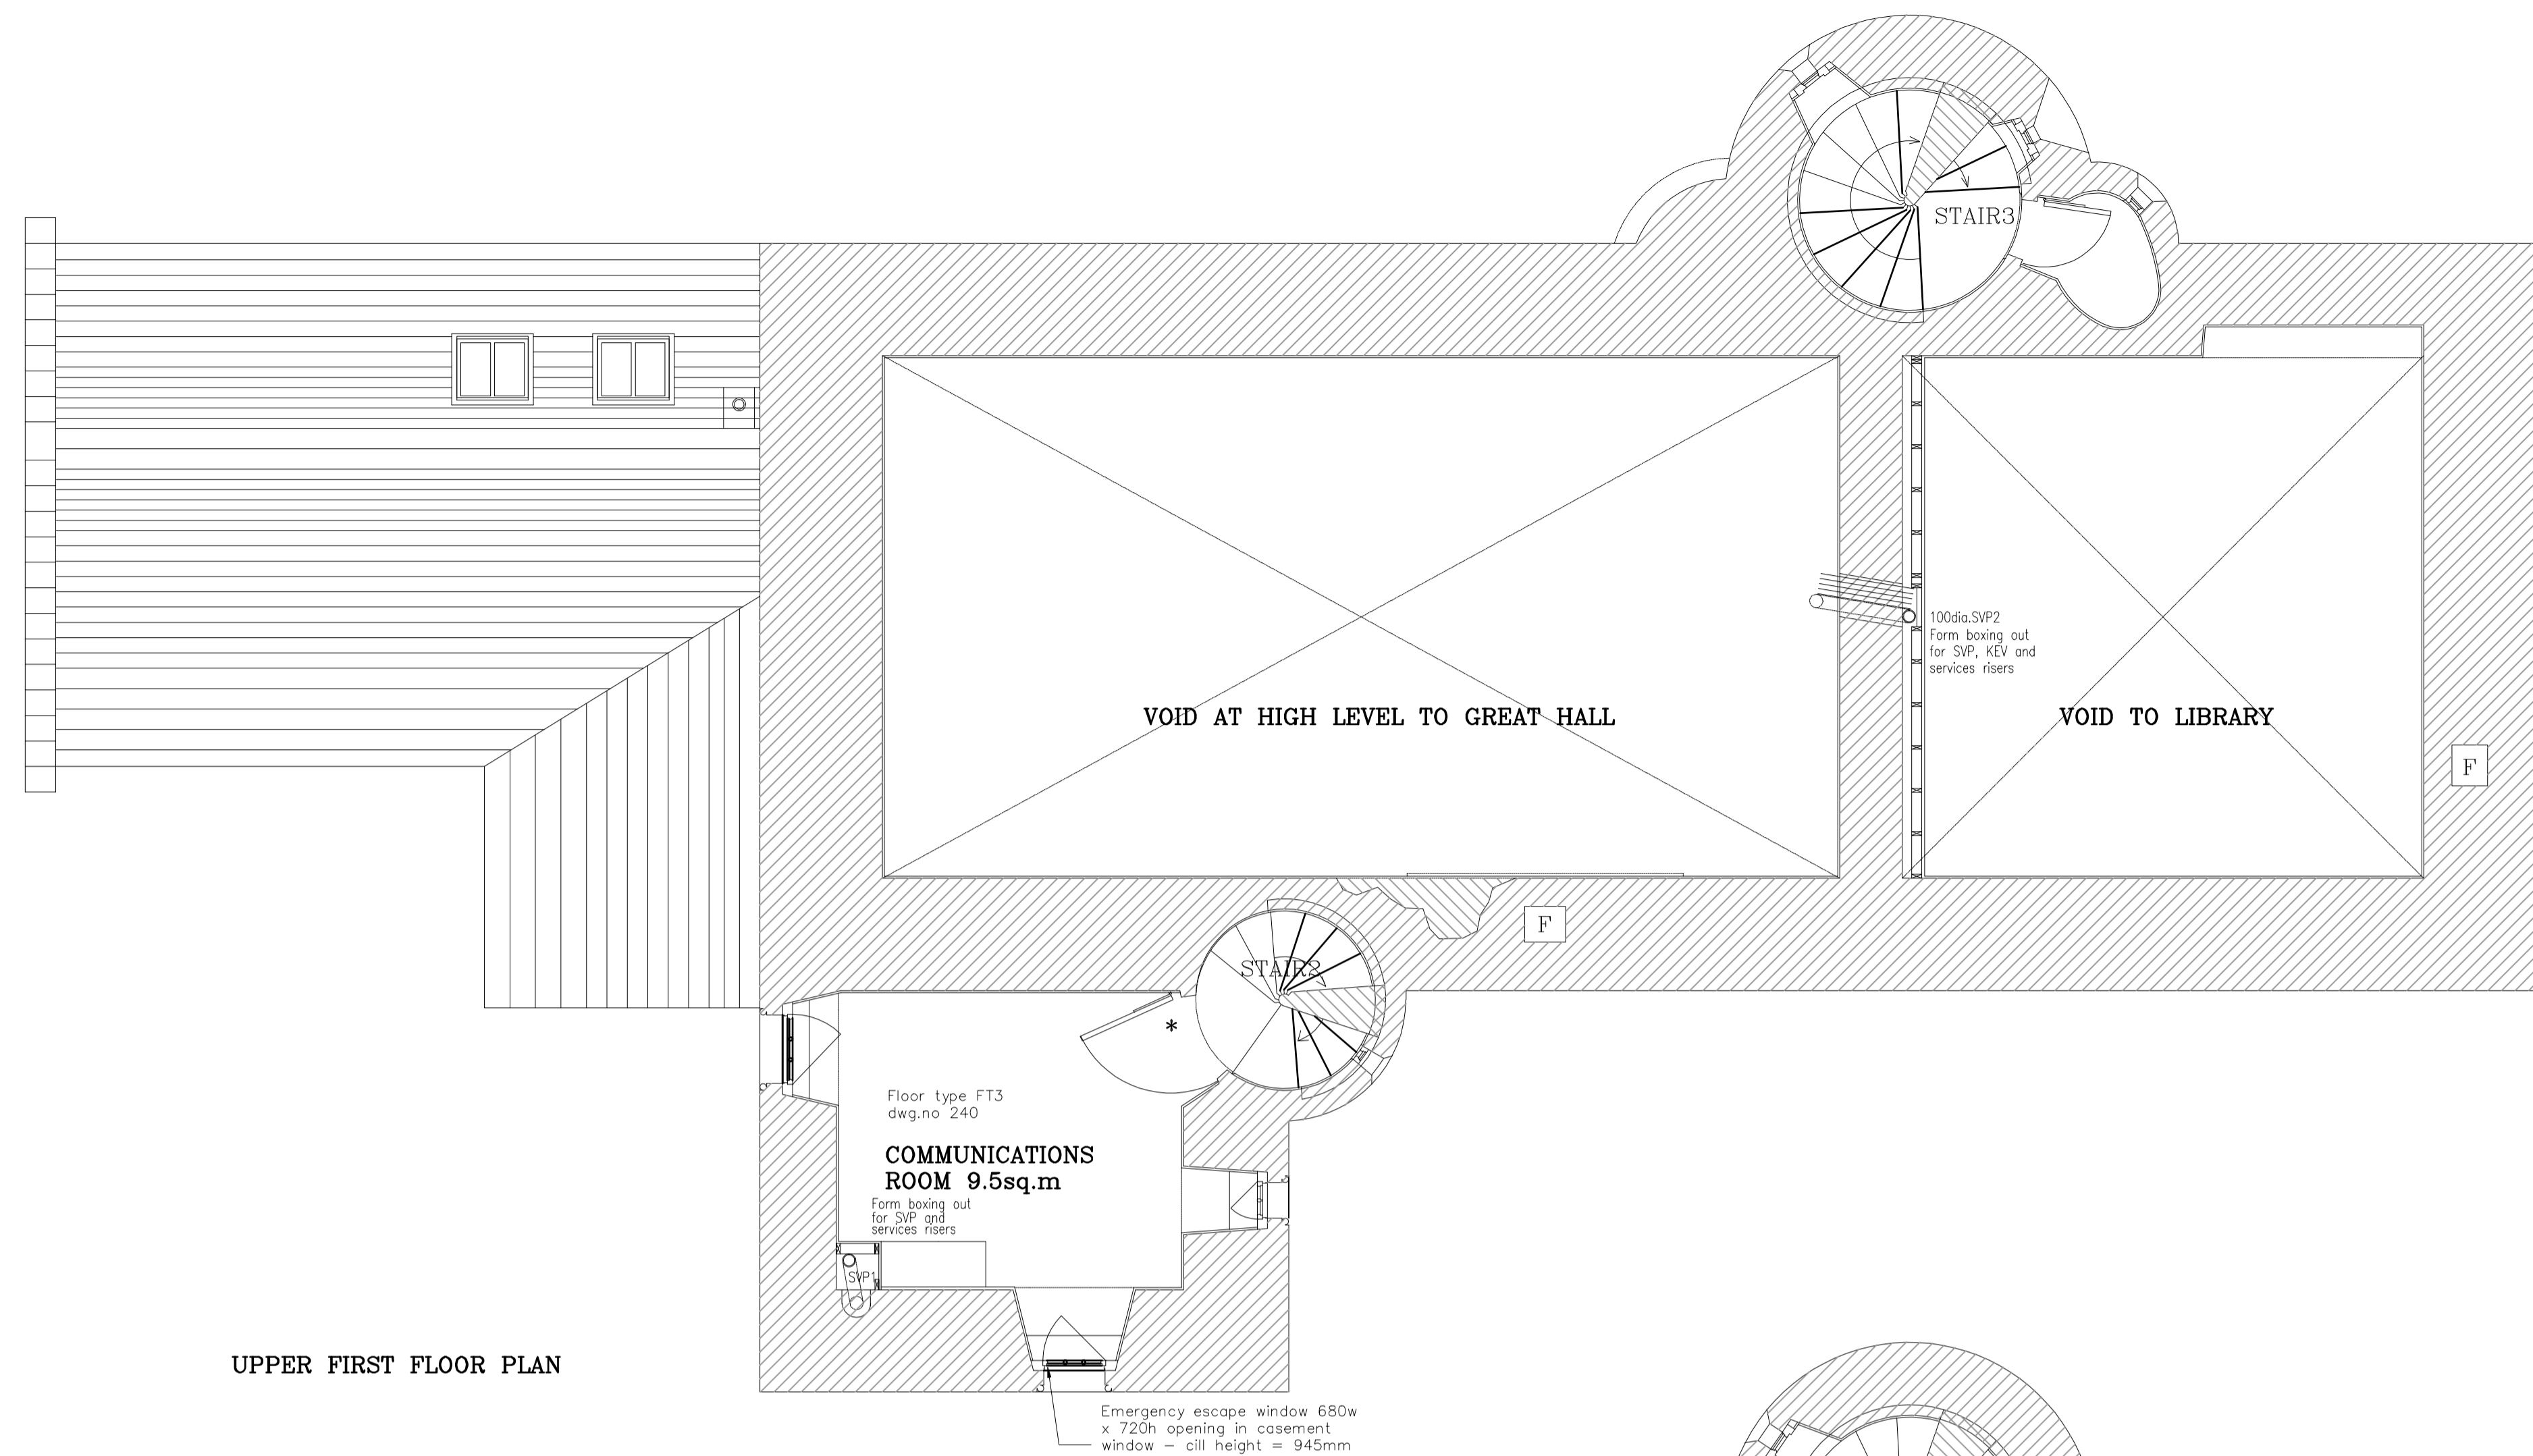 STAIR3
100dia.SVP2
Form boxing out
for SVP, KEV and
services risers
VOID AT HIGH LEVEL TO GREAT HALL
VOID TO LIBRARY
F
F
STAIR2
*
Floor type FT3
dwg.no 240
COMMUNICATIONS
ROOM 9.5sq.m
Form boxing out
for SVP and
services risers
SVP1
UPPER FIRST FLOOR PLAN
Emergency escape window 680w
x 720h opening in casement
window – cill height = 945mm